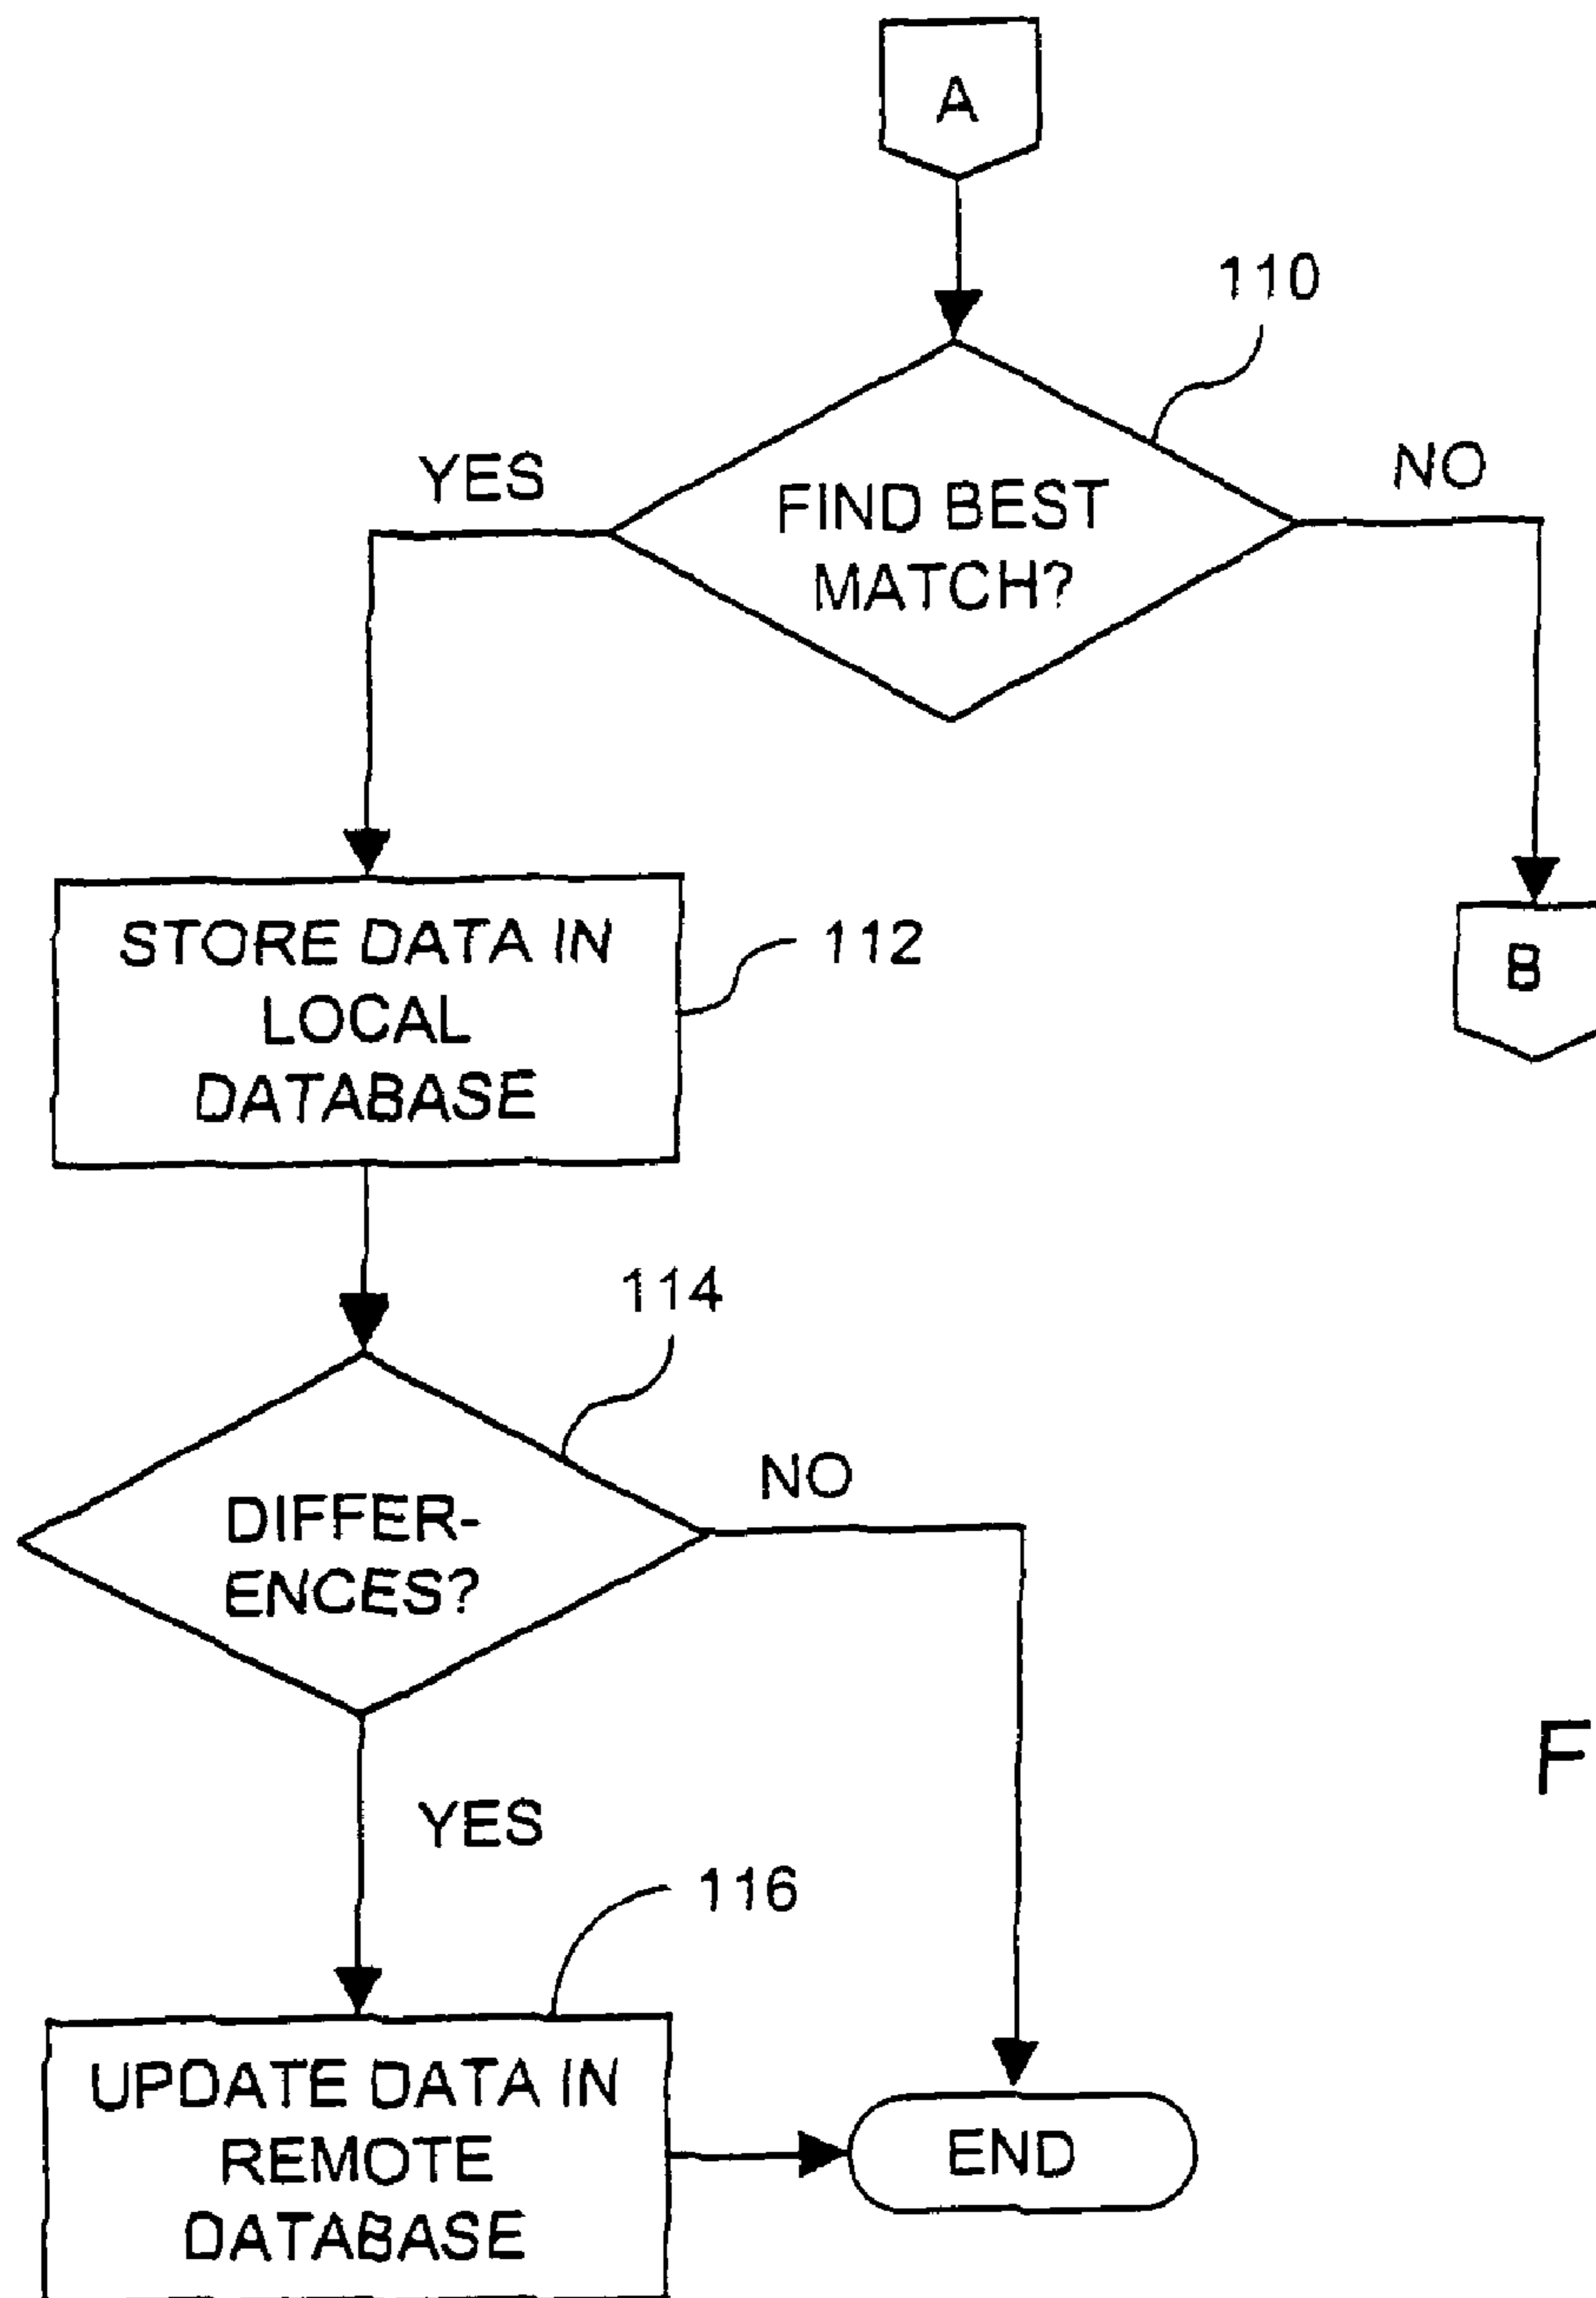 A
110
YES
NO
FIND BEST
MATCH?
STORE DATA IN
LOCAL
DATABASE
112
B
114
NO
DIFFER-
ENCES?
YES
116
UPDATE DATA IN
REMOTE
DATABASE
END
F